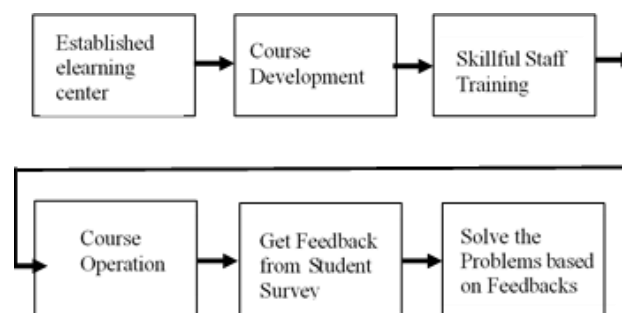 Established
elearning
center
Course
Development
Skillful Staff
Training
Course
Operation
Get Feedback
from Student
Survey
Solve the
Problems based
on Feedbacks